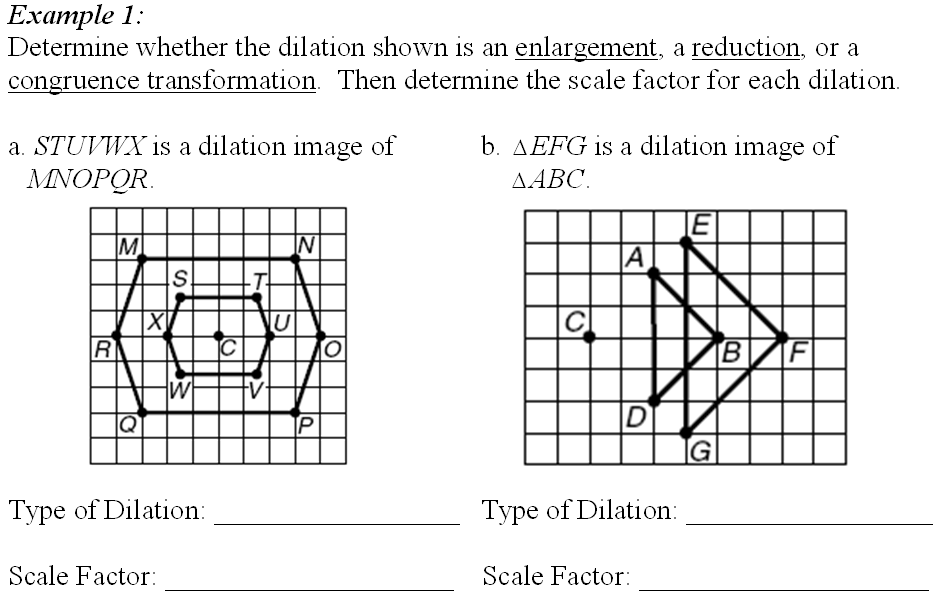 Example 1:
Determine whether the dilation shown is an enlargement, a reduction, or a
congruence transformation. Then determine the scale factor for each dilation.
a. STUVWX is a dilation image of
MNOPQR.
b. △EFG is a dilation image of
△ABC.
M
N
S
T
X
U
R
C
O
W
V
Q
P
E
A
C
B
F
D
G
Type of Dilation:
Type of Dilation:
Scale Factor:
Scale Factor: